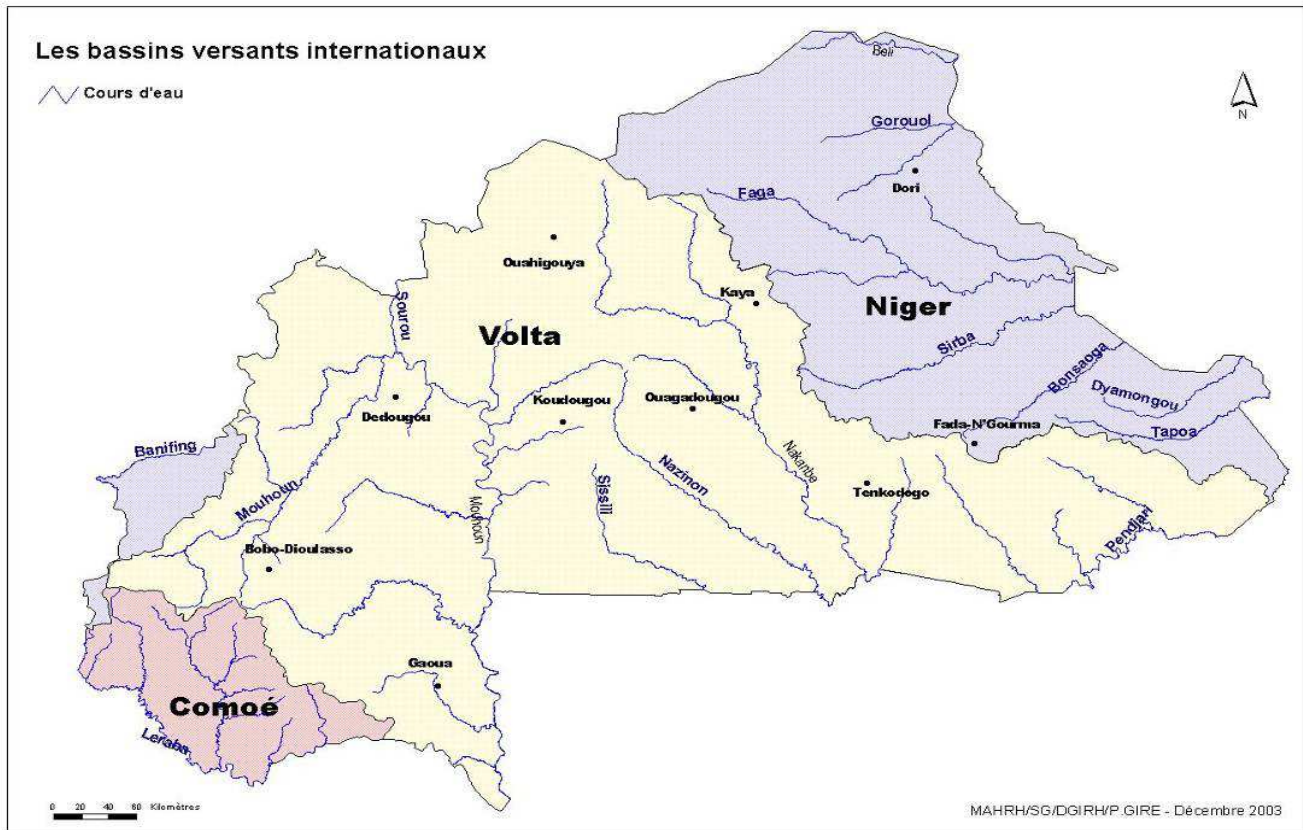 Les bassins versants internationaux
Cours d'eau
N
Beli
Gorouol
Dori
Faga
Ouahigouya
Kaya
Niger
Sourou
Volta
Sirba
Bonsaoga
Dyamongou
Tapoa
Dedougou
Koudougou
Ouagadougou
Fada-N'Gourma
Banifing
Mouhoun
Mouhoun
Sissili
Nazinon
Nakanbe
Tenkodogo
Pendjari
Bobo-Dioulasso
Gaoua
Comoé
Leraba
0 20 40 60 Kilomètres
MAHRH/SG/DGIRH/P.GIRE - Décembre 2003